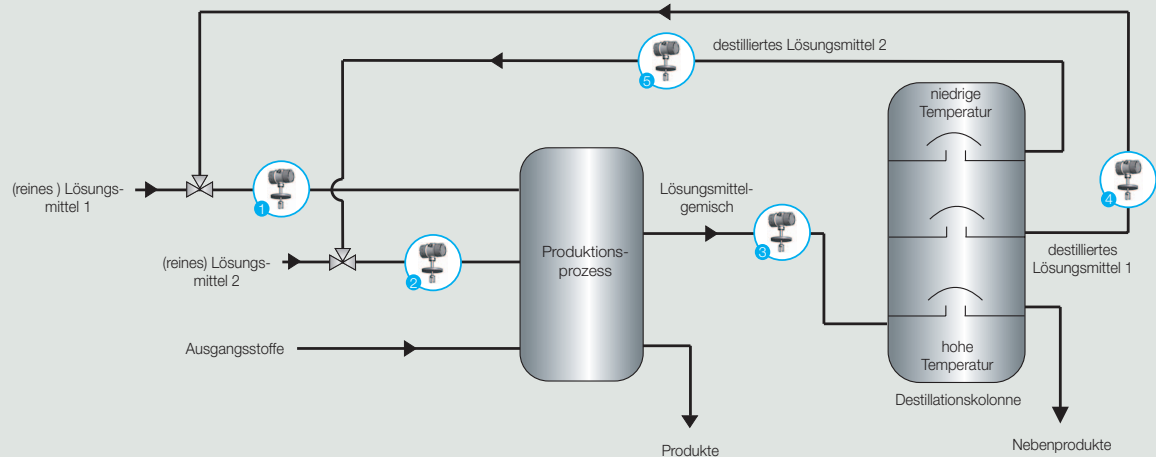 destilliertes Lösungsmittel 2
5
niedrige
Temperatur
(reines ) Lösungs-
mittel 1
1
Lösungsmittel-
gemisch
4
3
Produktions-
prozess
destilliertes
Lösungsmittel 1
(reines) Lösungs-
mittel 2
2
Ausgangsstoffe
hohe
Temperatur
Destillationskolonne
Produkte
Nebenprodukte